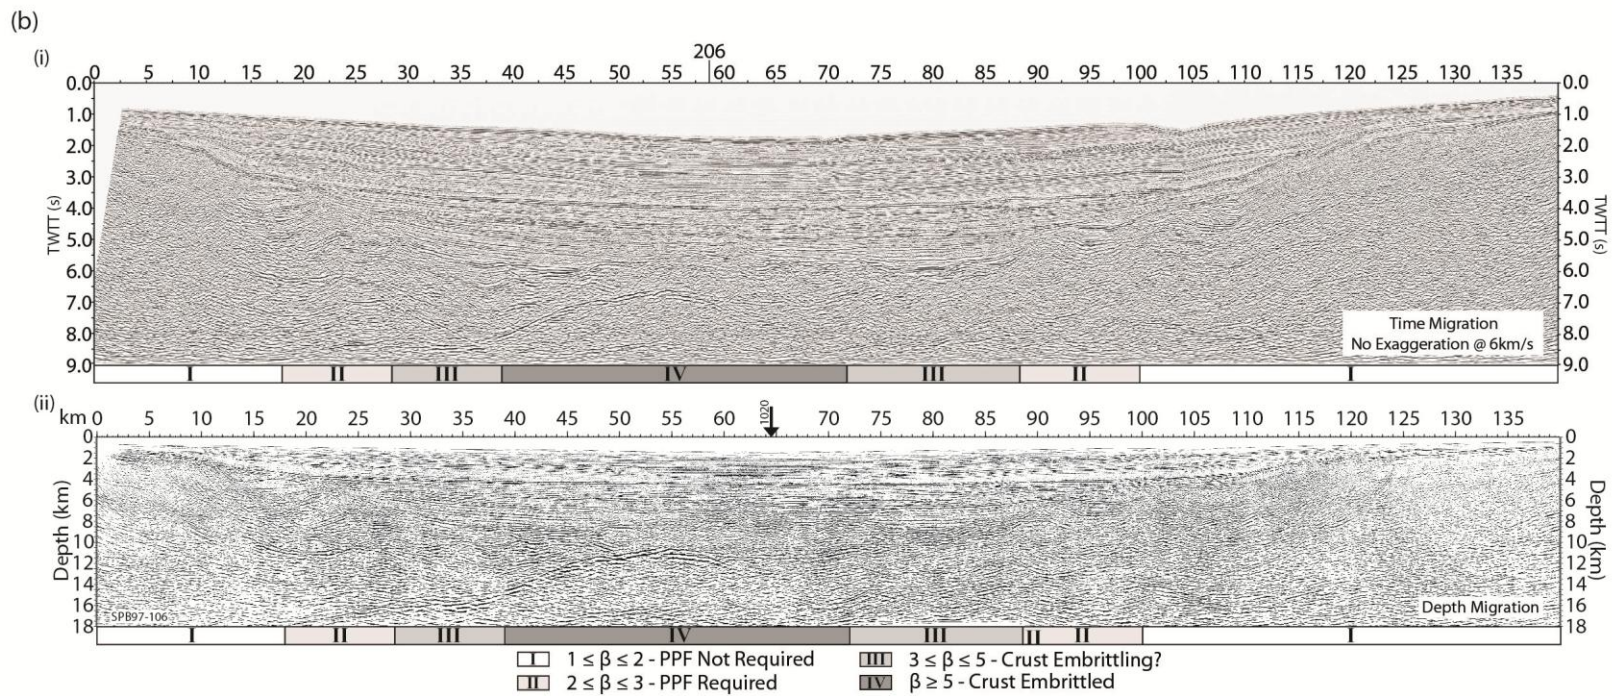 (b)
(i)
206
0 5 10 15 20 25 30 35 40 45 50 55 60 65 70 75 80 85 90 95 100 105 110 115 120 125 130 135
0.0 0.0
1.0 1.0
2.0 2.0
3.0 3.0
4.0 4.0
5.0 5.0
6.0 6.0
7.0 7.0
8.0 8.0
9.0 9.0
TWTT (s)
TWTT (s)
Time Migration
No Exaggeration @ 6km/s
I II III IV III II I
(ii)
km 0 5 10 15 20 25 30 35 40 45 50 55 60 65 70 75 80 85 90 95 100 105 110 115 120 125 130 135
1020
0 0
2 2
4 4
6 6
8 8
10 10
12 12
14 14
16 16
18 18
Depth (km)
Depth (km)
SPB97-106
Depth Migration
I II III IV III II II I
I 1 ≤ β ≤ 2 - PPF Not Required
II 2 ≤ β ≤ 3 - PPF Required
III 3 ≤ β ≤ 5 - Crust Embrittling?
IV β ≥ 5 - Crust Embrittled